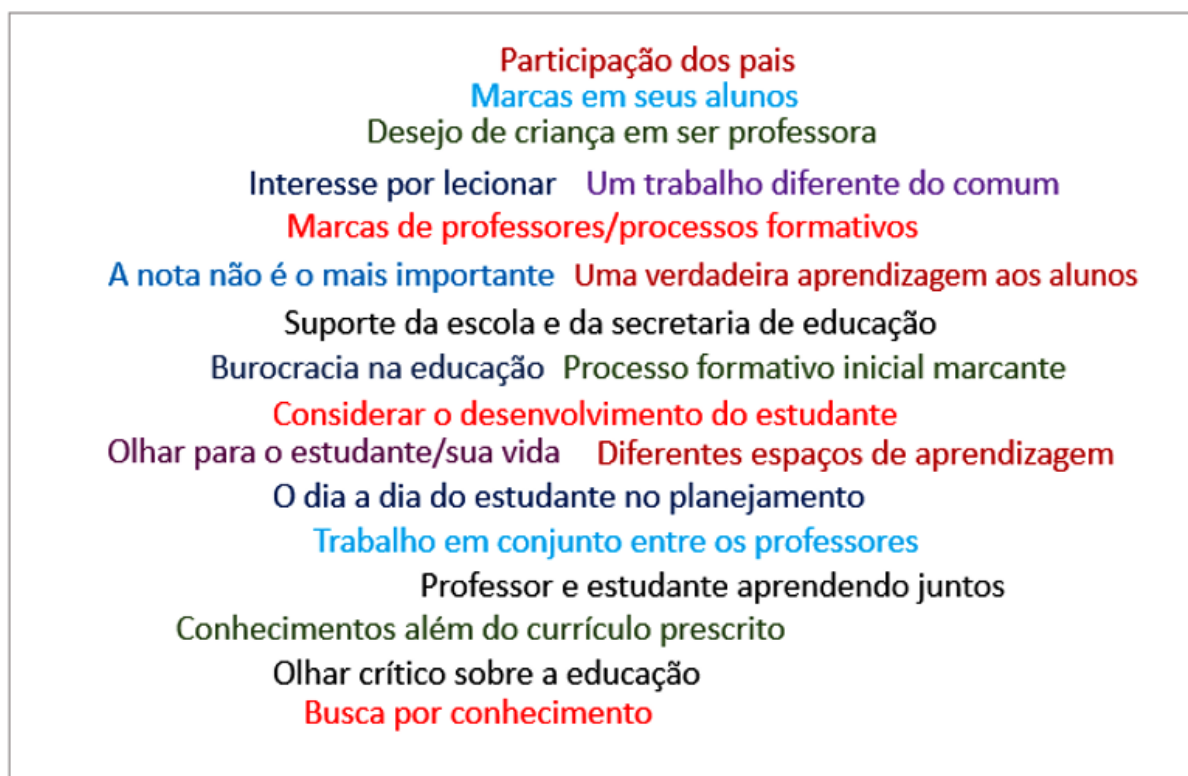 Participação dos pais
Marcas em seus alunos
Desejo de criança em ser professora
Interesse por lecionar Um trabalho diferente do comum
Marcas de professores/processos formativos
A nota não é o mais importante Uma verdadeira aprendizagem aos alunos
Suporte da escola e da secretaria de educação
Burocracia na educação Processo formativo inicial marcante
Considerar o desenvolvimento do estudante
Olhar para o estudante/sua vida Diferentes espaços de aprendizagem
O dia a dia do estudante no planejamento
Trabalho em conjunto entre os professores
Professor e estudante aprendendo juntos
Conhecimentos além do currículo prescrito
Olhar crítico sobre a educação
Busca por conhecimento